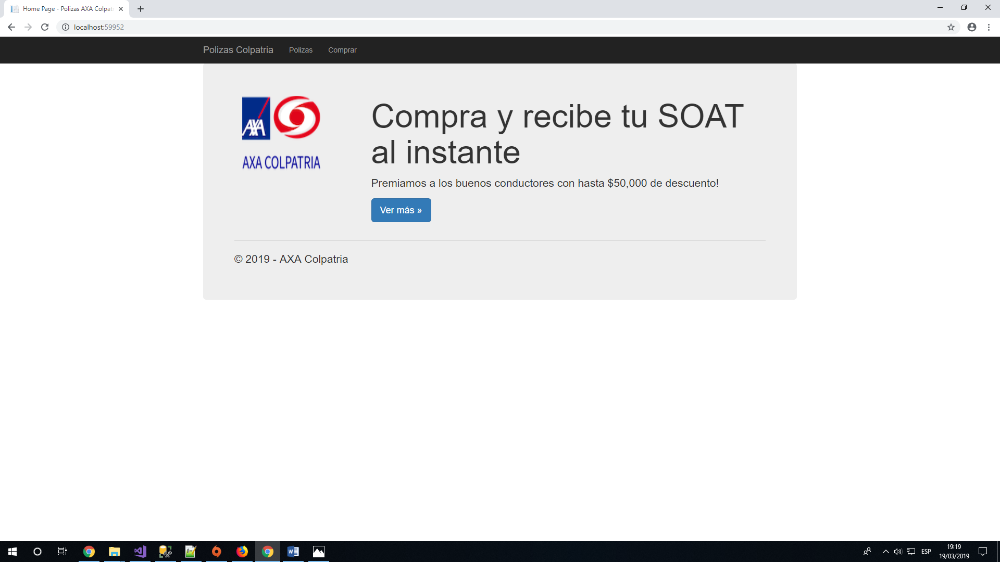 Home Page - Polizas AXA Colpat
localhost:59952
Polizas Colpatria
Polizas
Comprar
AXA
AXA COLPATRIA
Compra y recibe tu SOAT
al instante
Premiamos a los buenos conductores con hasta $50,000 de descuento!
Ver más »
© 2019 - AXA Colpatria
ESP
19:19
19/03/2019